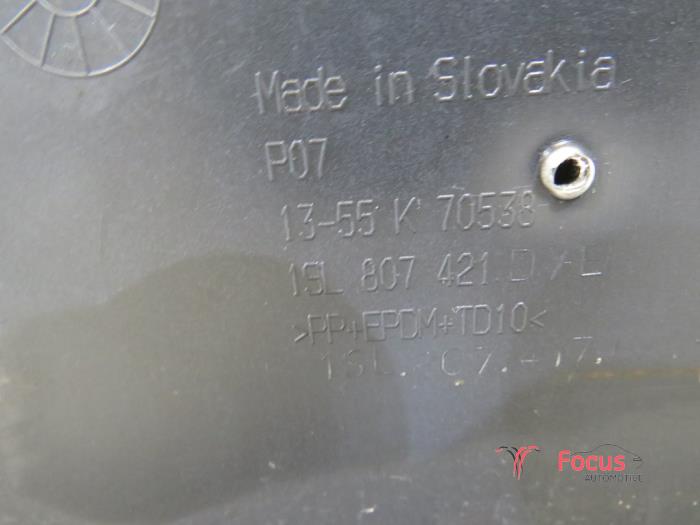 Made in Slovakia
P07
13-55 K 70538
1SL 807 421 D
>PP+EPDM+TD10<
Focus
AUTOMOTIVE